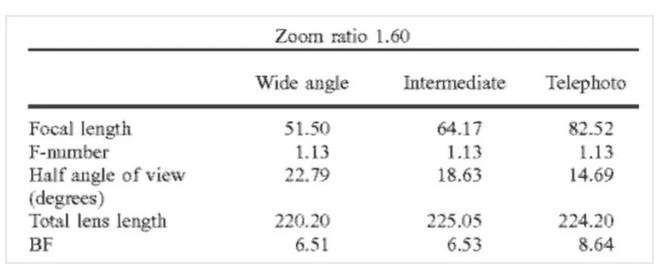 Zoom ratio 1.60
Wide angle Intermediate Telephoto
Focal length 51.50 64.17 82.52
F-number 1.13 1.13 1.13
Half angle of view 22.79 18.63 14.69
(degrees)
Total lens length 220.20 225.05 224.20
BF 6.51 6.53 8.64